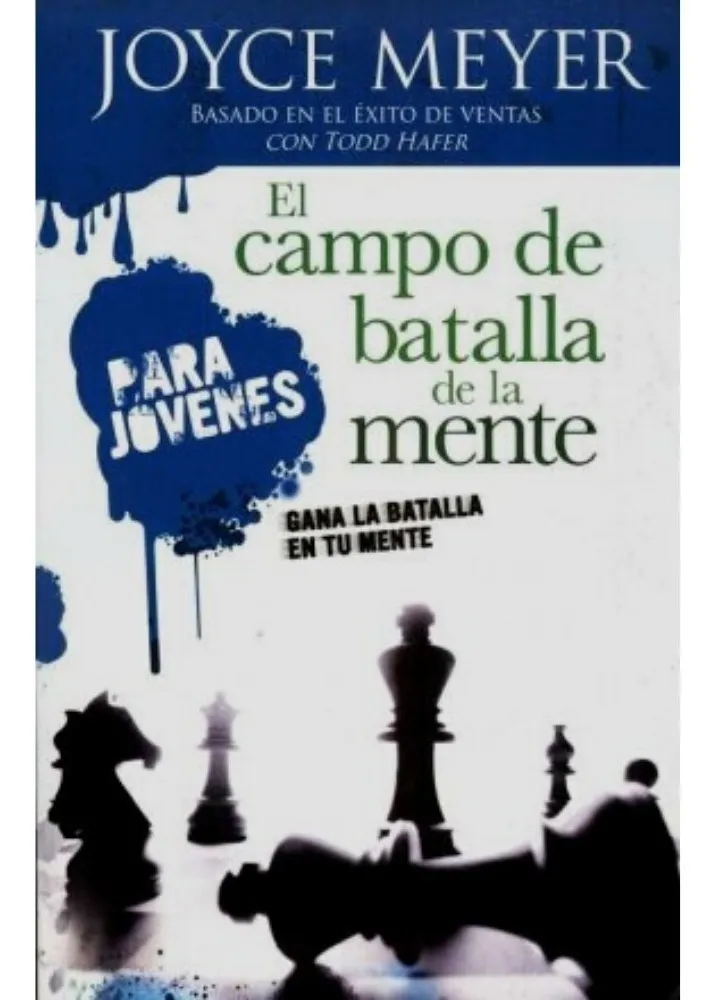 JOYCE MEYER
BASADO EN EL ÉXITO DE VENTAS
CON TODD HAFER
El
campo de
batalla
de la
mente
PARA
JÓVENES
GANA LA BATALLA
EN TU MENTE